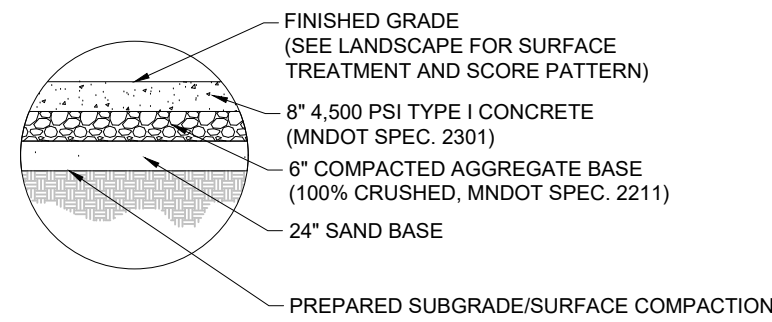 FINISHED GRADE
(SEE LANDSCAPE FOR SURFACE
TREATMENT AND SCORE PATTERN)
8" 4,500 PSI TYPE I CONCRETE
(MNDOT SPEC. 2301)
6" COMPACTED AGGREGATE BASE
(100% CRUSHED, MNDOT SPEC. 2211)
24" SAND BASE
PREPARED SUBGRADE/SURFACE COMPACTION